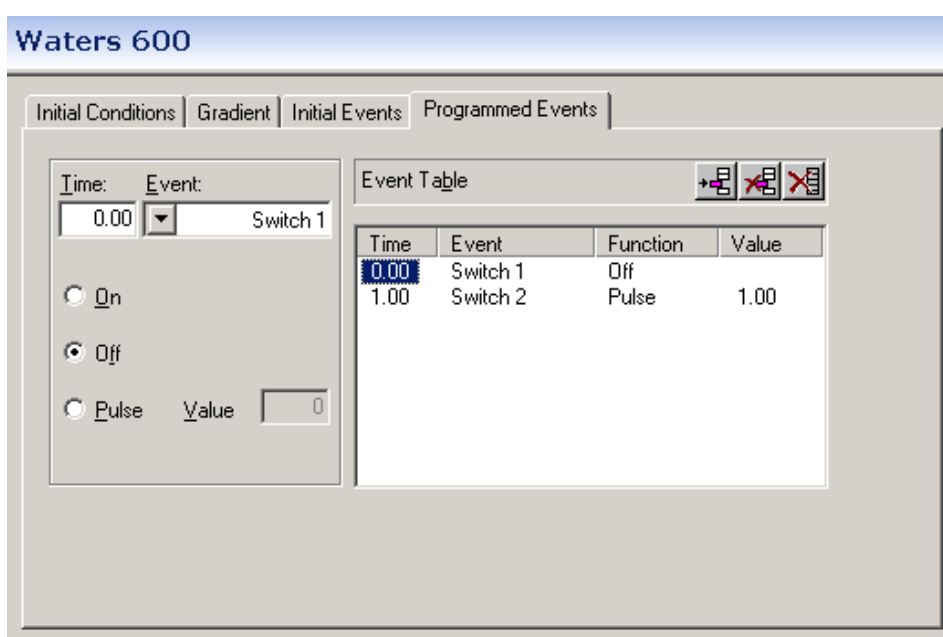 Waters 600
Initial Conditions Gradient Initial Events Programmed Events
Time: Event:
0.00 Switch 1
On
Off
Pulse Value 0
Event Table
Time Event Function Value
0.00 Switch 1 Off
1.00 Switch 2 Pulse 1.00